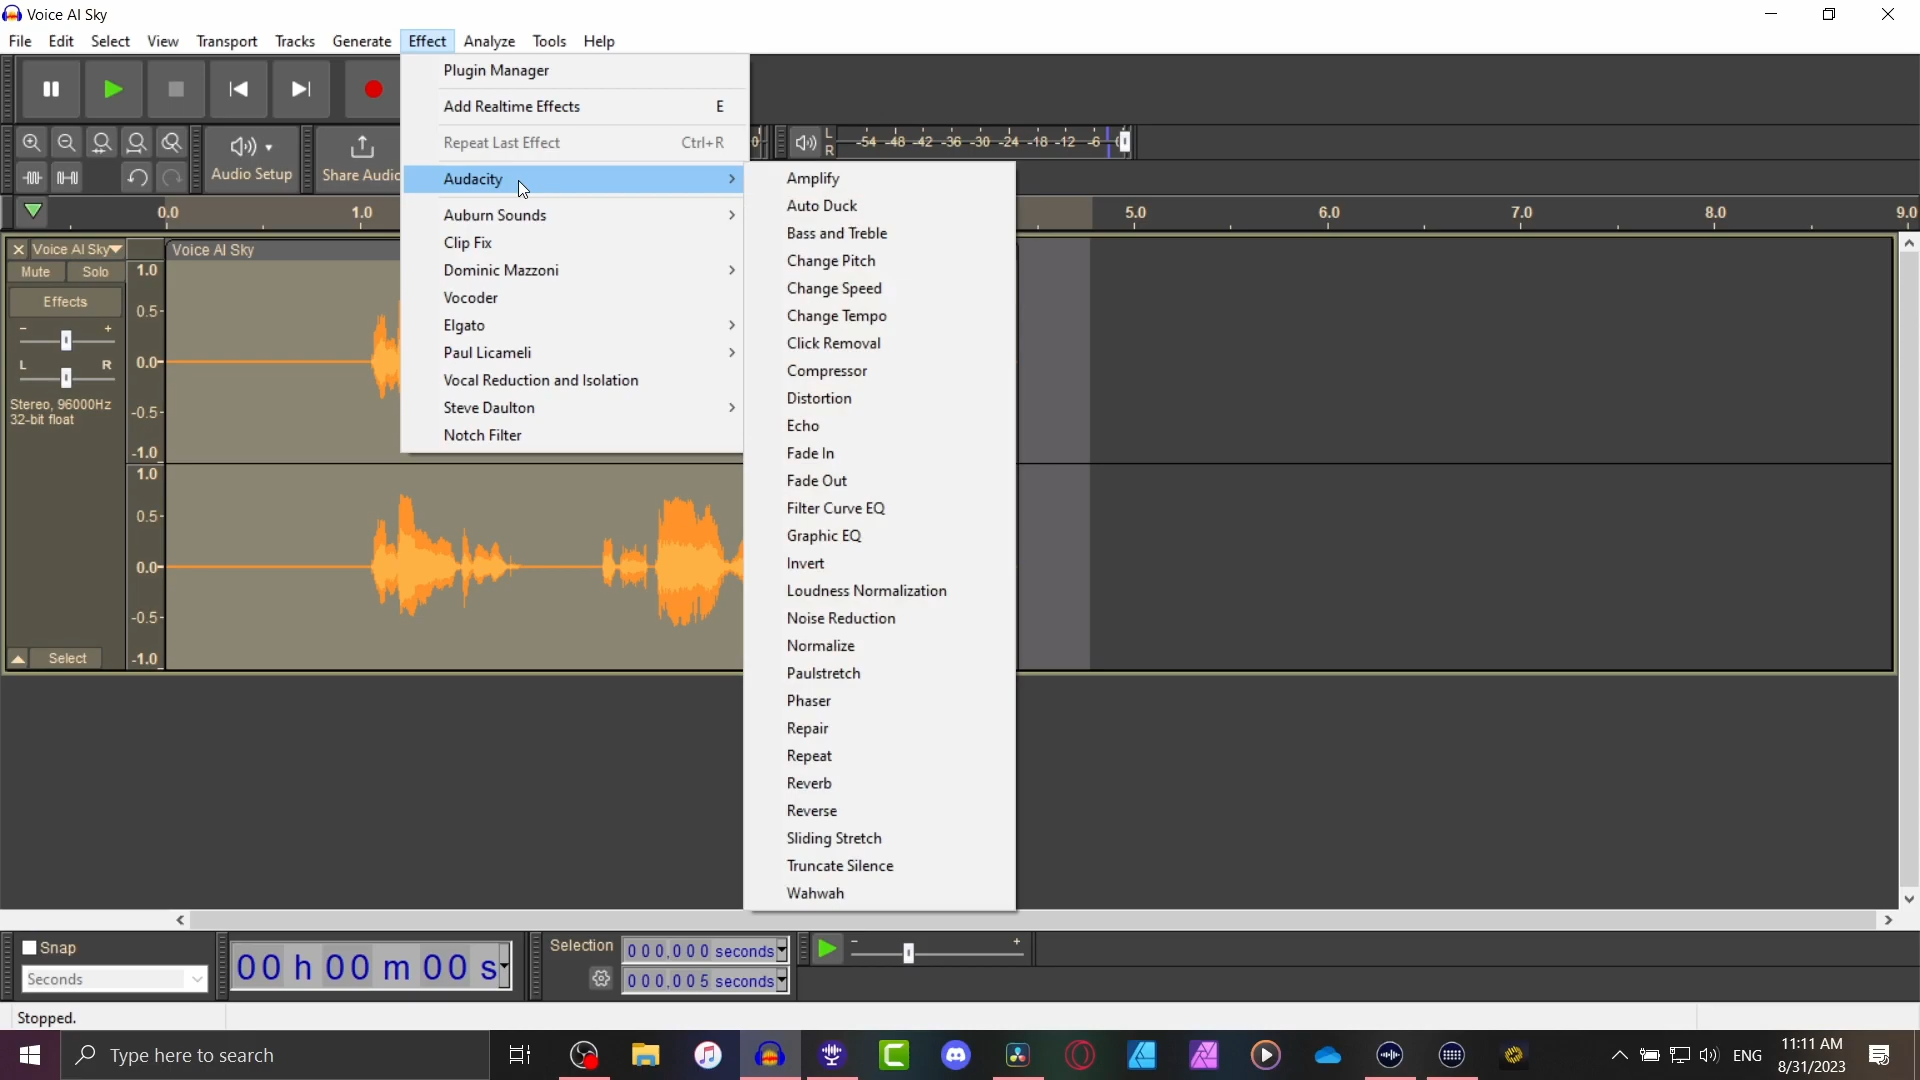 Voice AI Sky
File Edit Select View Transport Tracks Generate Effect Analyze Tools Help
Plugin Manager
Add Realtime Effects E
Repeat Last Effect Ctrl+R
Audacity
Auburn Sounds
Clip Fix
Dominic Mazzoni
Vocoder
Elgato
Paul Licameli
Vocal Reduction and Isolation
Steve Daulton
Notch Filter
Amplify
Auto Duck
Bass and Treble
Change Pitch
Change Speed
Change Tempo
Click Removal
Compressor
Distortion
Echo
Fade In
Fade Out
Filter Curve EQ
Graphic EQ
Invert
Loudness Normalization
Noise Reduction
Normalize
Paulstretch
Phaser
Repair
Repeat
Reverb
Reverse
Sliding Stretch
Truncate Silence
Wahwah
Audio Setup
Share Audio
L
R
-54 -48 -42 -36 -30 -24 -18 -12 -6
0.0 1.0 5.0 6.0 7.0 8.0 9.0
Voice AI Sky
Voice AI Sky
Mute Solo
Effects
- +
L R
Stereo, 96000Hz
32-bit float
Select
1.0
0.5-
0.0-
-0.5-
-1.0
1.0
0.5-
0.0-
-0.5-
-1.0
Snap
Seconds
00 h 00 m 00 s
Selection
000,000 seconds
000,005 seconds
- +
Stopped.
Type here to search
ENG
11:11 AM
8/31/2023